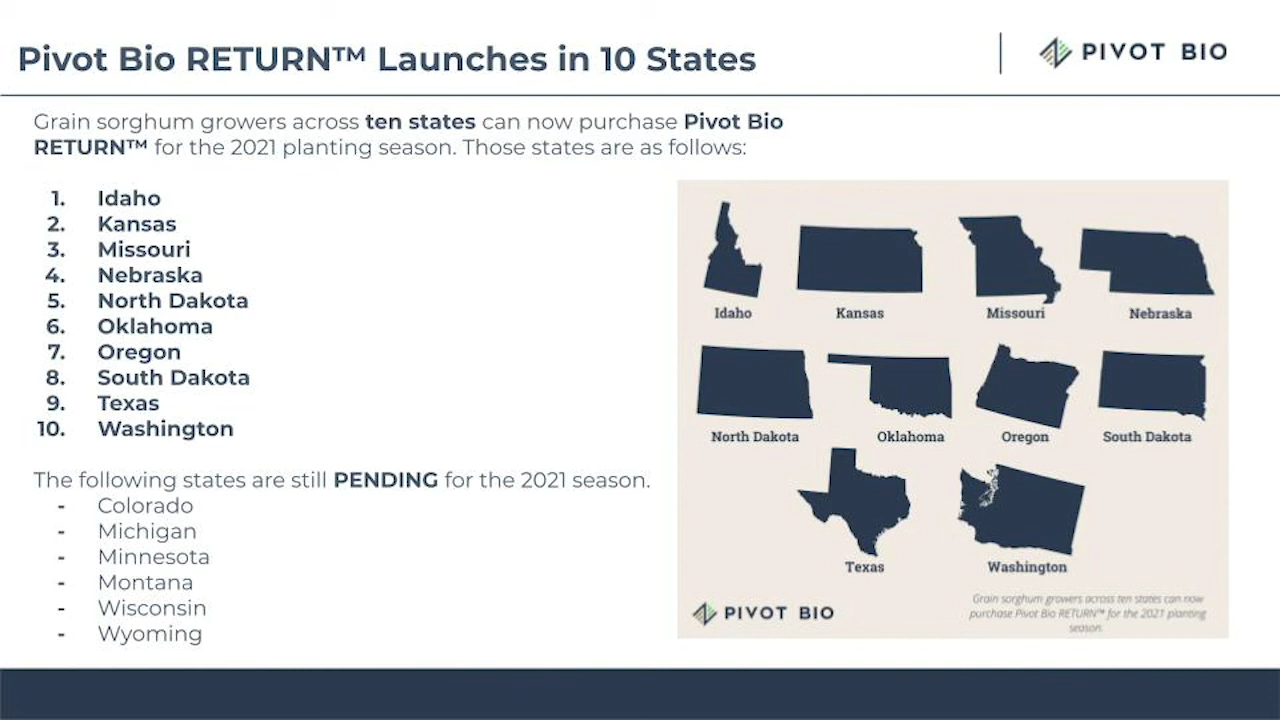 Pivot Bio RETURN™ Launches in 10 States
PIVOT BIO
Grain sorghum growers across ten states can now purchase Pivot Bio
RETURN™ for the 2021 planting season. Those states are as follows:
1. Idaho
2. Kansas
3. Missouri
4. Nebraska
5. North Dakota
6. Oklahoma
7. Oregon
8. South Dakota
9. Texas
10. Washington
The following states are still PENDING for the 2021 season.
- Colorado
- Michigan
- Minnesota
- Montana
- Wisconsin
- Wyoming
Idaho
Kansas
Missouri
Nebraska
North Dakota
Oklahoma
Oregon
South Dakota
Texas
Washington
PIVOT BIO
Grain sorghum growers across ten states can now
purchase Pivot Bio RETURN™ for the 2021 planting
season.